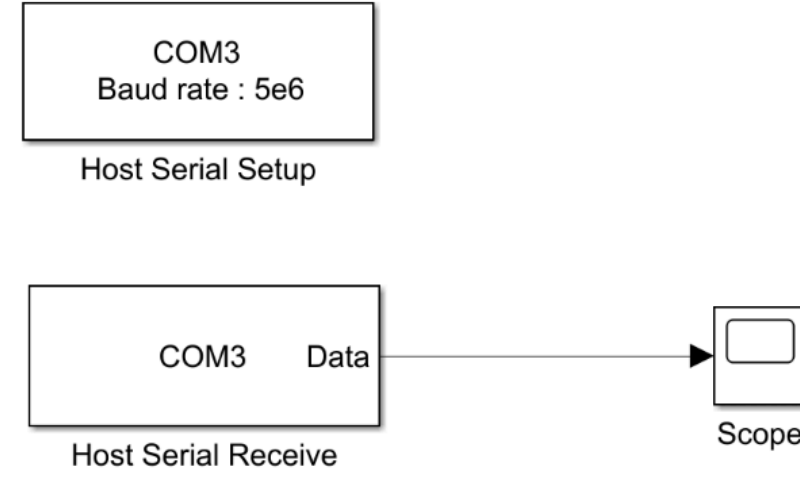 COM3
Baud rate : 5e6
Host Serial Setup
COM3 Data
Host Serial Receive
Scope